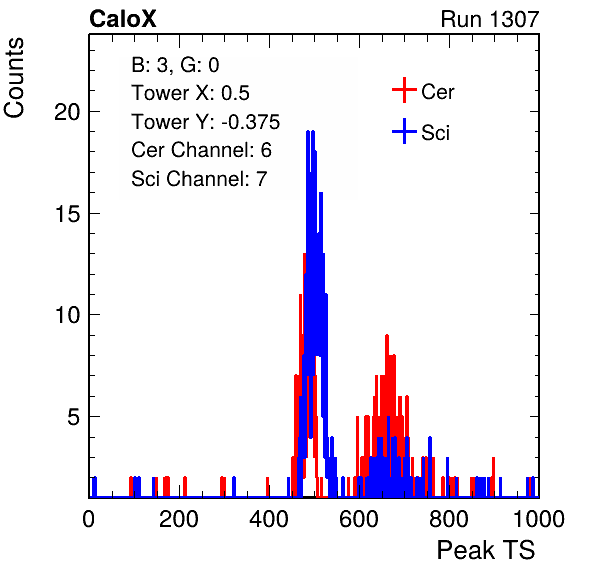 CaloX Run 1307
Counts
B: 3, G: 0
Tower X: 0.5
Tower Y: -0.375
Cer Channel: 6
Sci Channel: 7
Cer
Sci
20
15
10
5
0 200 400 600 800 1000
Peak TS